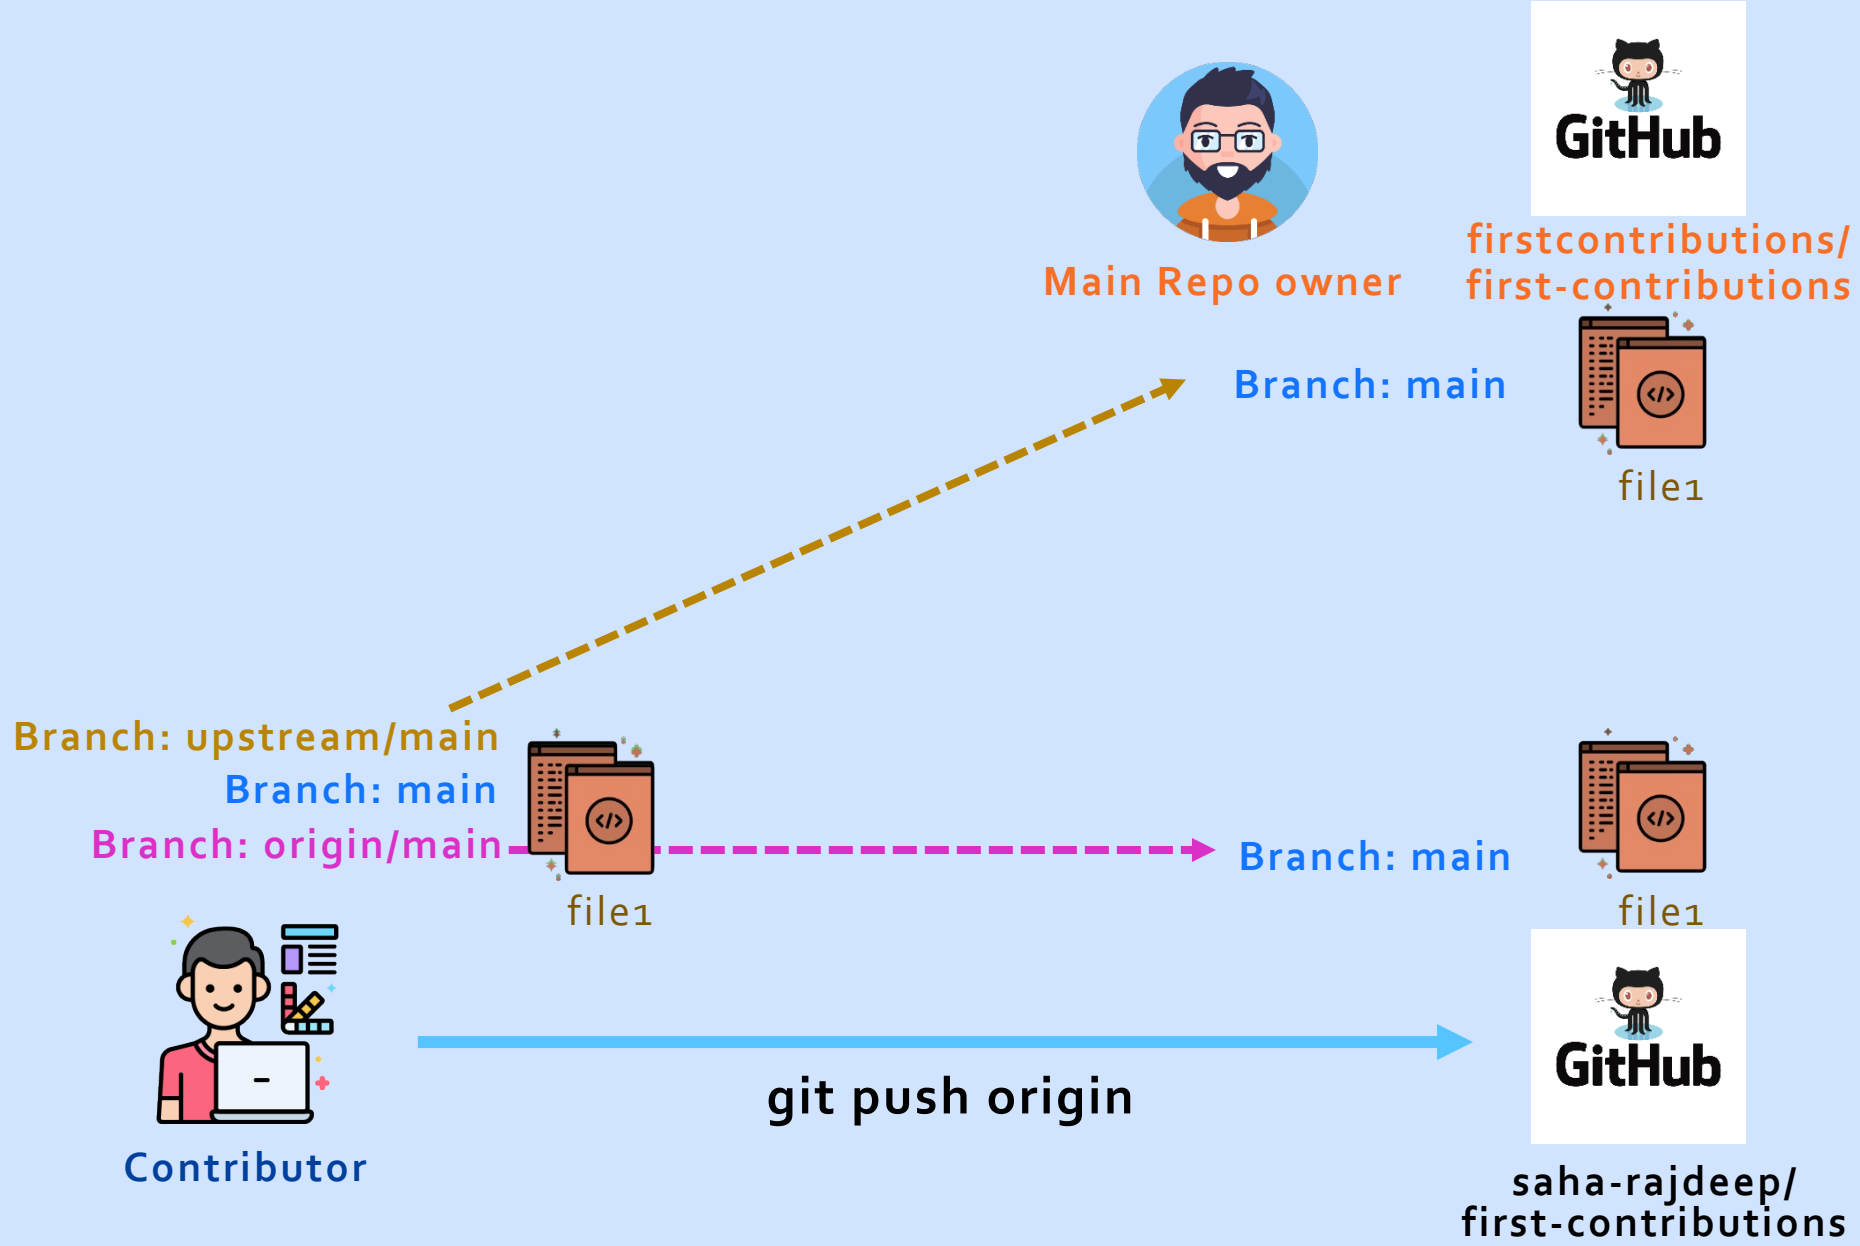 GitHub
firstcontributions/
first-contributions
Main Repo owner
Branch: main
file1
Branch: upstream/main
Branch: main
Branch: origin/main
file1
Branch: main
file1
GitHub
git push origin
Contributor
saha-rajdeep/
first-contributions